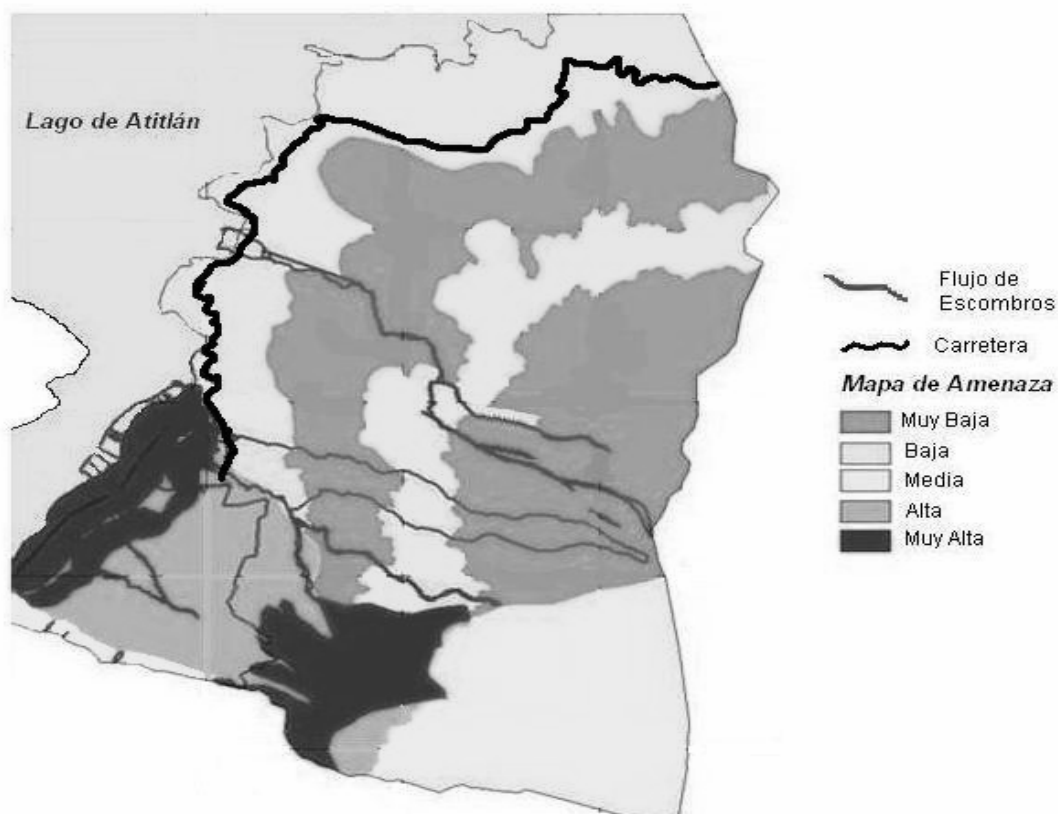 Lago de Atitlán
Flujo de
Escombros
Carretera
Mapa de Amenaza
Muy Baja
Baja
Media
Alta
Muy Alta